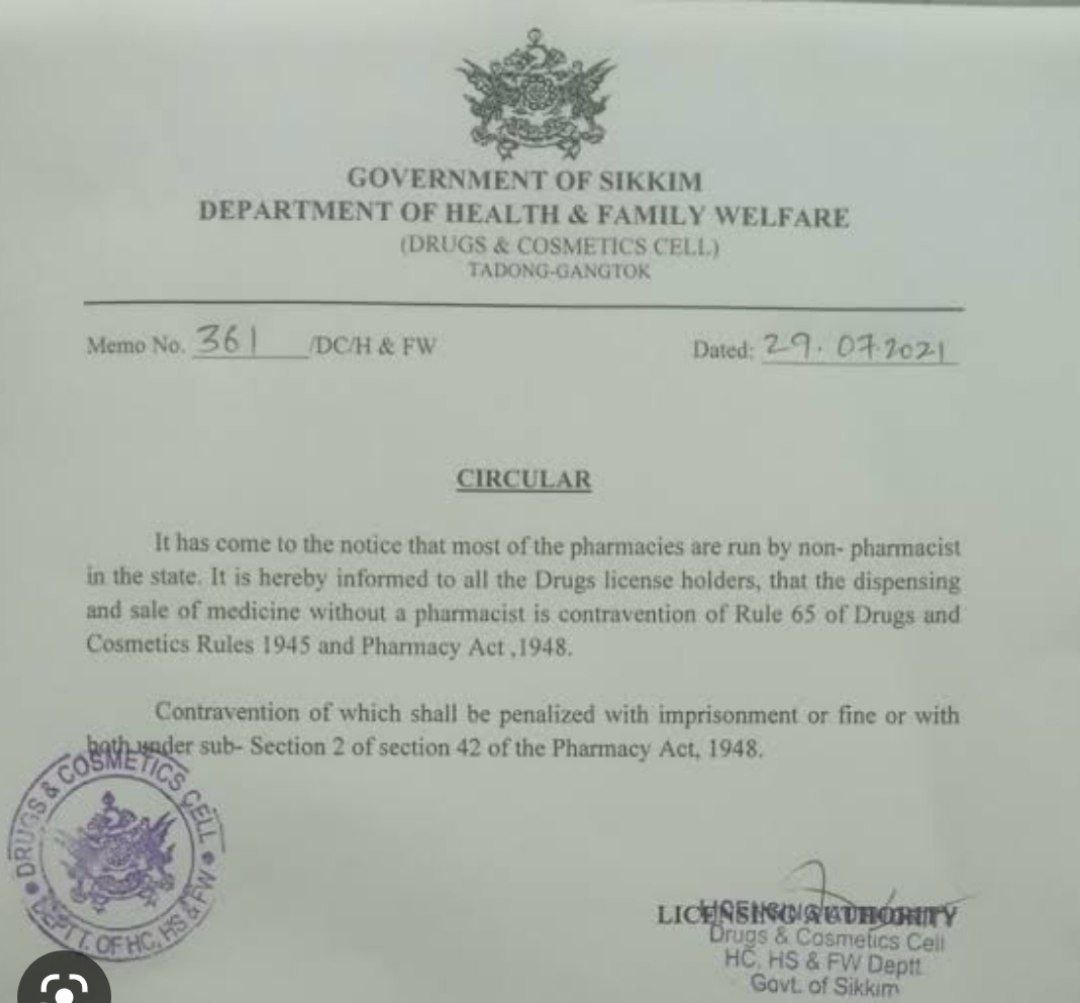 GOVERNMENT OF SIKKIM
DEPARTMENT OF HEALTH & FAMILY WELFARE
(DRUGS & COSMETICS CELL)
TADONG-GANGTOK
Memo No. 361 /DC/H & FW
Dated: 29.07.2021
CIRCULAR
It has come to the notice that most of the pharmacies are run by non- pharmacist
in the state. It is hereby informed to all the Drugs license holders, that the dispensing
and sale of medicine without a pharmacist is contravention of Rule 65 of Drugs and
Cosmetics Rules 1945 and Pharmacy Act ,1948.
Contravention of which shall be penalized with imprisonment or fine or with
both under sub- Section 2 of section 42 of the Pharmacy Act, 1948.
DRUGS & COSMETICS CELL
DEPTT. OF HC, HS & FW
LICENSING AUTHORITY
LICENSING AUTHORITY
Drugs & Cosmetics Cell
HC, HS & FW Deptt
Govt. of Sikkim